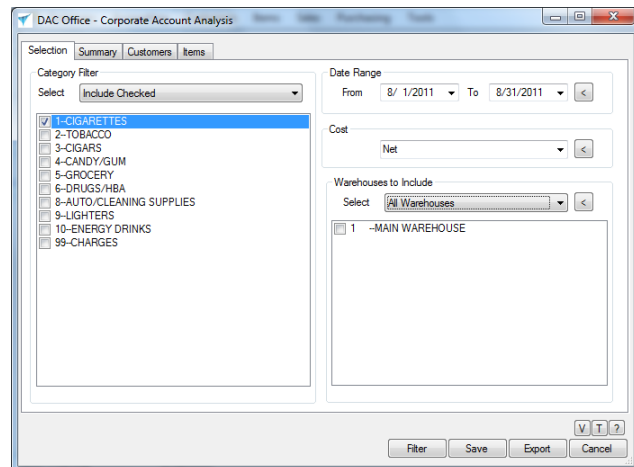 DAC Office - Corporate Account Analysis
Selection Summary Customers Items
Category Filter
Select Include Checked
1--CIGARETTES
2--TOBACCO
3--CIGARS
4--CANDY/GUM
5--GROCERY
6--DRUGS/HBA
8--AUTO/CLEANING SUPPLIES
9--LIGHTERS
10--ENERGY DRINKS
99--CHARGES
Date Range
From 8/ 1/2011 To 8/31/2011 <
Cost
Net <
Warehouses to Include
Select All Warehouses <
1 --MAIN WAREHOUSE
V T ?
Filter Save Export Cancel